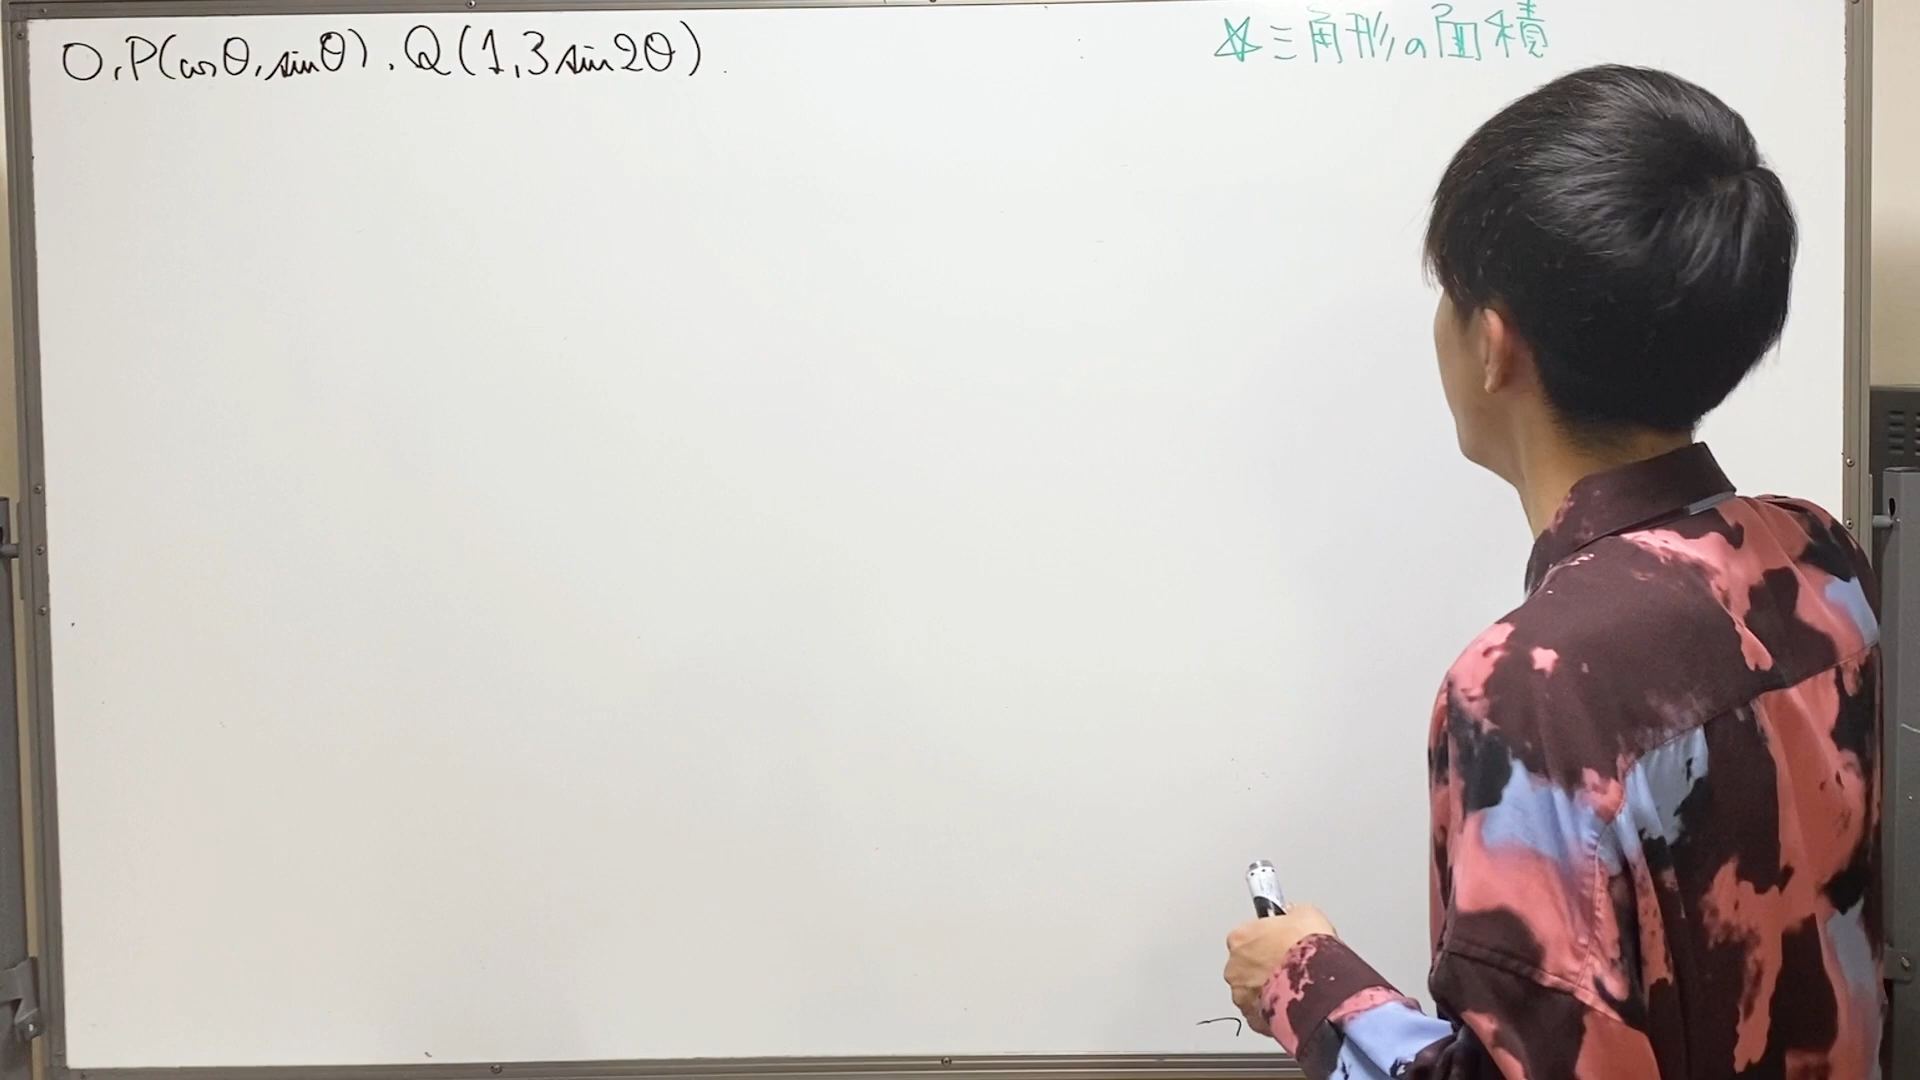 O, P(cosθ, sinθ), Q(1, 3sin2θ)
☆三角形の面積